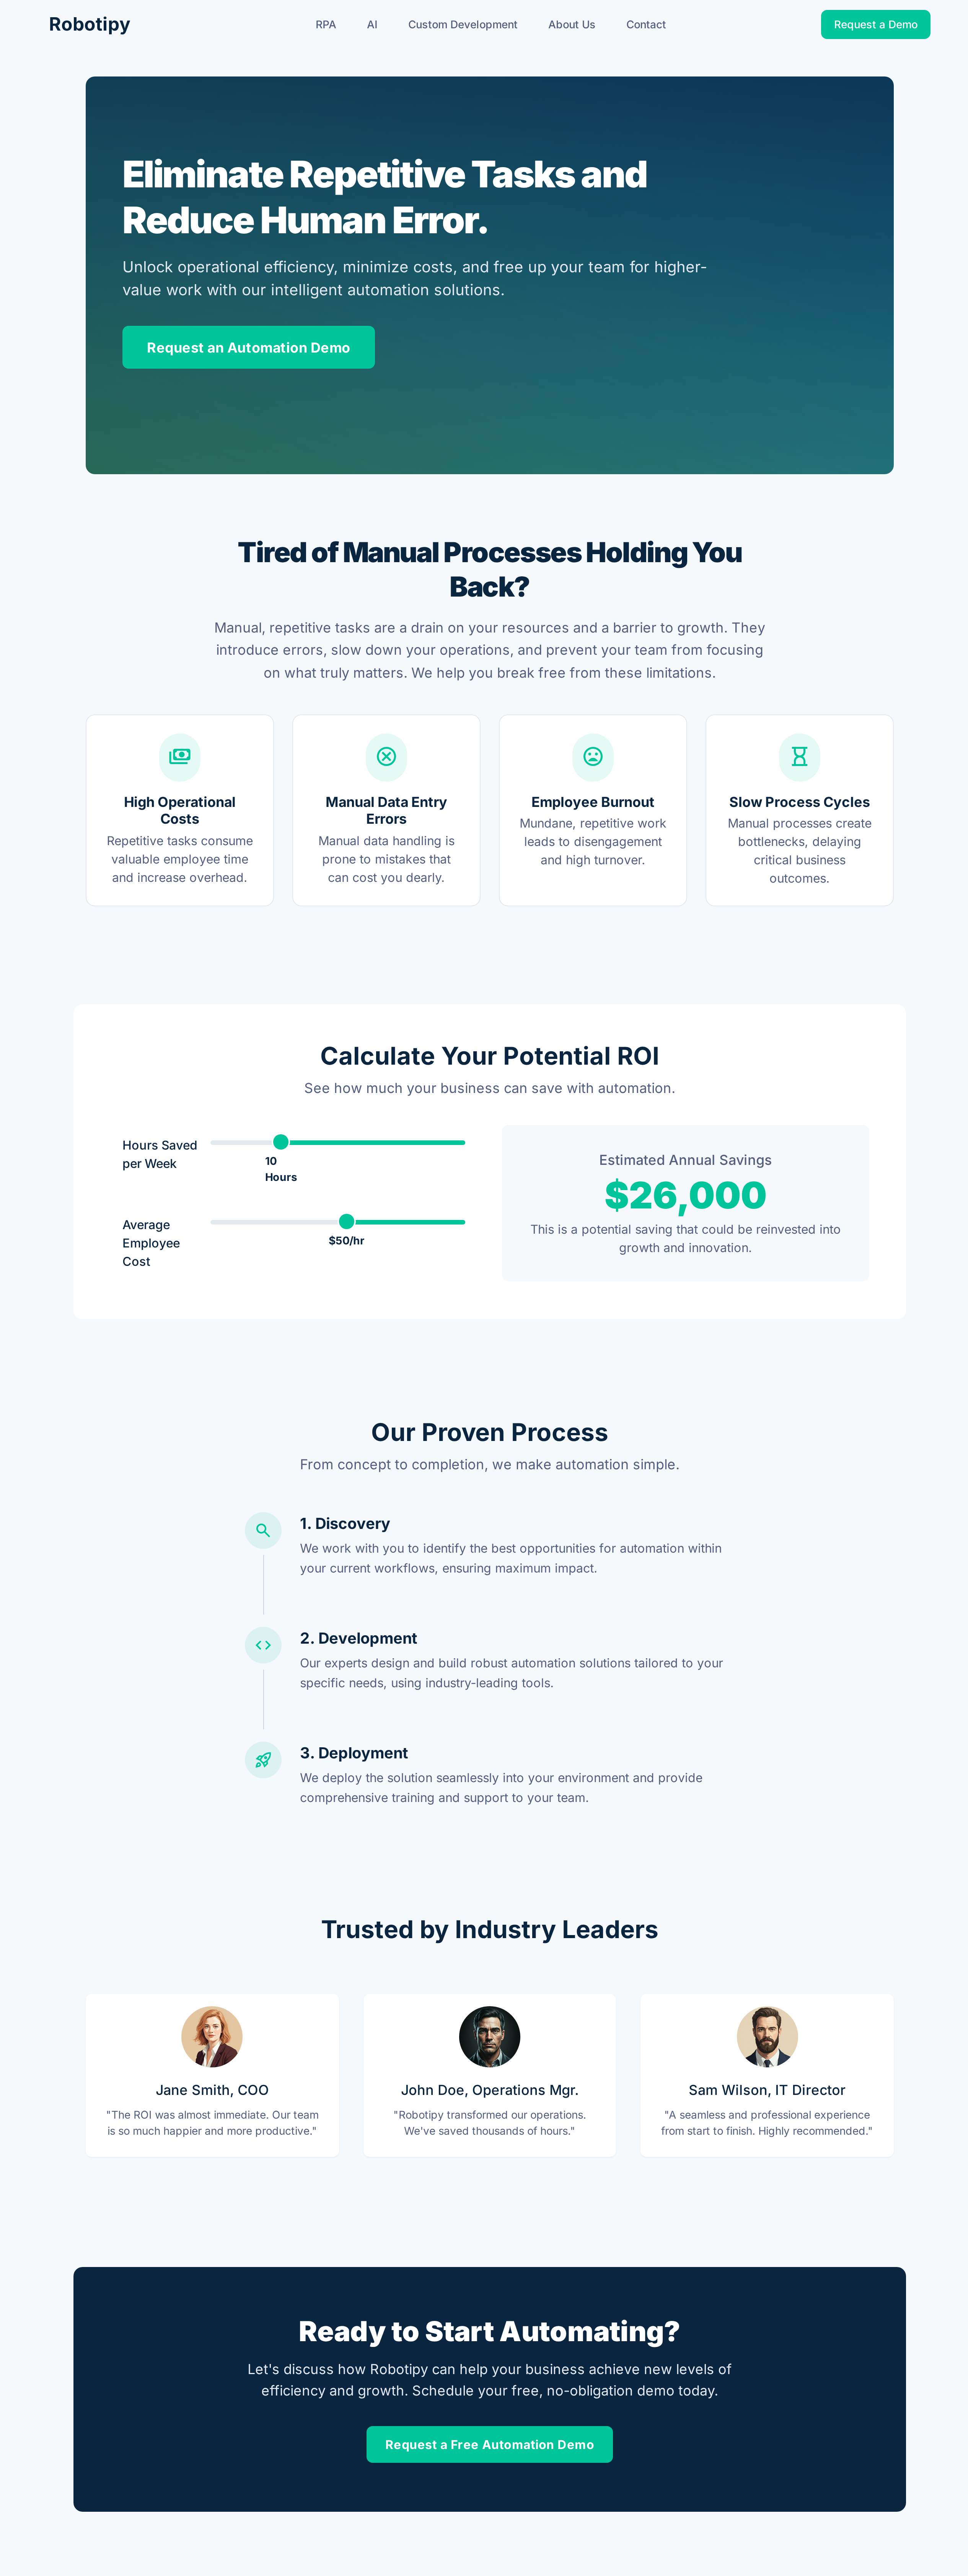 Robotipy
RPA
AI
Custom Development
About Us
Contact
Request a Demo
Eliminate Repetitive Tasks and
Reduce Human Error.
Unlock operational efficiency, minimize costs, and free up your team for higher-
value work with our intelligent automation solutions.
Request an Automation Demo
Tired of Manual Processes Holding You
Back?
Manual, repetitive tasks are a drain on your resources and a barrier to growth. They
introduce errors, slow down your operations, and prevent your team from focusing
on what truly matters. We help you break free from these limitations.
High Operational
Costs
Repetitive tasks consume
valuable employee time
and increase overhead.
Manual Data Entry
Errors
Manual data handling is
prone to mistakes that
can cost you dearly.
Employee Burnout
Mundane, repetitive work
leads to disengagement
and high turnover.
Slow Process Cycles
Manual processes create
bottlenecks, delaying
critical business
outcomes.
Calculate Your Potential ROI
See how much your business can save with automation.
Hours Saved
per Week
10
Hours
Average
Employee
Cost
$50/hr
Estimated Annual Savings
$26,000
This is a potential saving that could be reinvested into
growth and innovation.
Our Proven Process
From concept to completion, we make automation simple.
1. Discovery
We work with you to identify the best opportunities for automation within
your current workflows, ensuring maximum impact.
2. Development
Our experts design and build robust automation solutions tailored to your
specific needs, using industry-leading tools.
3. Deployment
We deploy the solution seamlessly into your environment and provide
comprehensive training and support to your team.
Trusted by Industry Leaders
Jane Smith, COO
"The ROI was almost immediate. Our team
is so much happier and more productive."
John Doe, Operations Mgr.
"Robotipy transformed our operations.
We've saved thousands of hours."
Sam Wilson, IT Director
"A seamless and professional experience
from start to finish. Highly recommended."
Ready to Start Automating?
Let's discuss how Robotipy can help your business achieve new levels of
efficiency and growth. Schedule your free, no-obligation demo today.
Request a Free Automation Demo